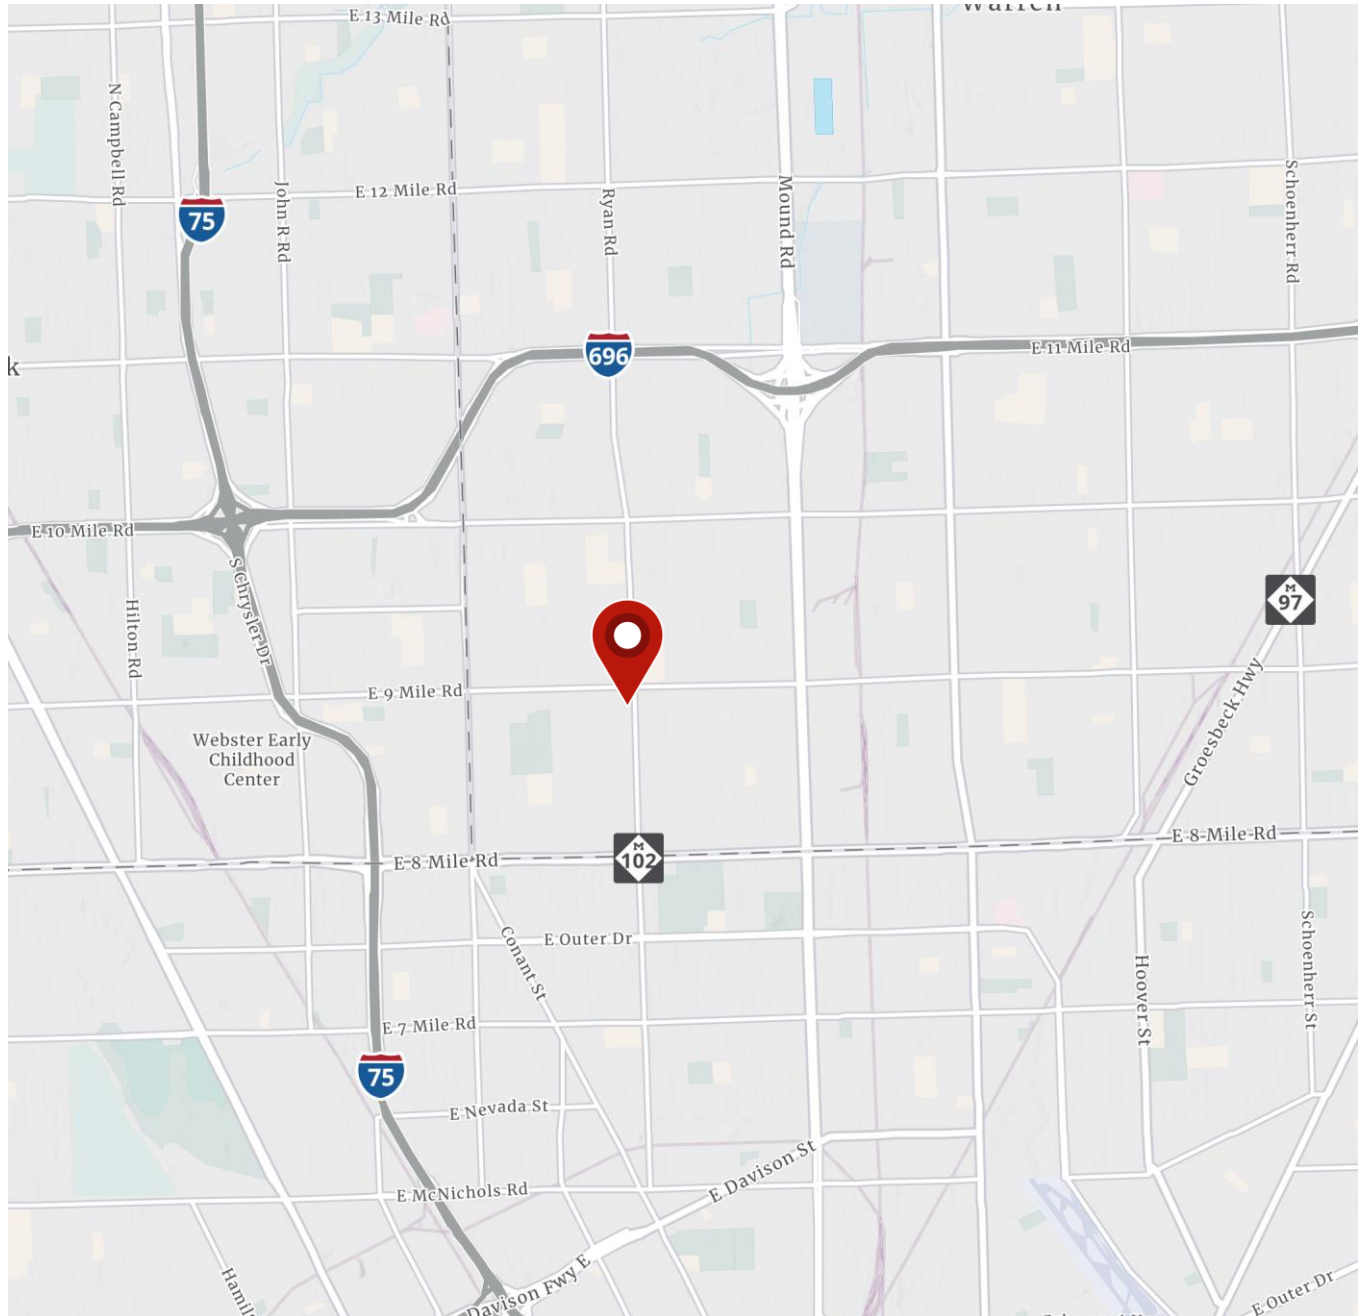 Warren
E 13 Mile Rd
N Campbell Rd
John R Rd
E 12 Mile Rd
Ryan Rd
Mound Rd
Schoenherr Rd
75
696
E 11 Mile Rd
k
E 10 Mile Rd
S Chrysler Dr
Hilton Rd
M
97
E 9 Mile Rd
Groesbeck Hwy
Webster Early
Childhood
Center
E 8 Mile Rd
M
102
E 8 Mile Rd
E Outer Dr
Conant St
Hoover St
Schoenherr St
E 7 Mile Rd
75
E Nevada St
E Davison St
E McNichols Rd
Hamil
Davison Fwy E
E Outer Dr